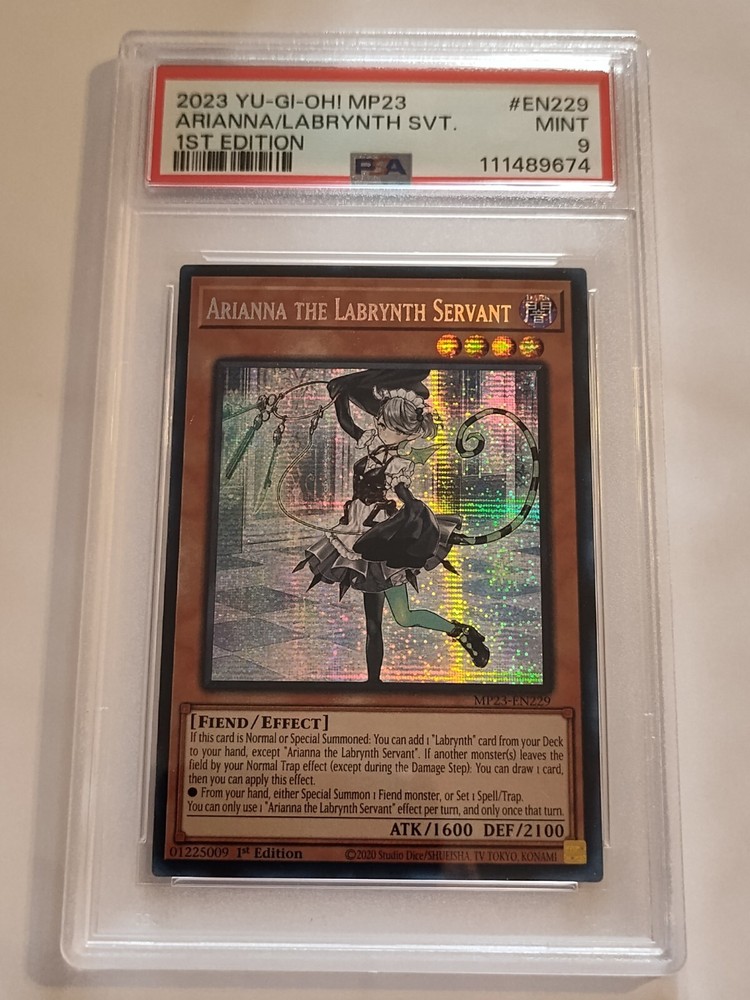 2023 YU-GI-OH! MP23 #EN229
ARIANNA/LABRYNTH SVT. MINT
1ST EDITION 9
PSA 111489674
ARIANNA THE LABRYNTH SERVANT 闇
MP23-EN229
[FIEND/EFFECT]
If this card is Normal or Special Summoned: You can add 1 "Labrynth" card from your Deck
to your hand, except "Arianna the Labrynth Servant". If another monster(s) leaves the
field by your Normal Trap effect (except during the Damage Step): You can draw 1 card,
then you can apply this effect.
● From your hand, either Special Summon 1 Fiend monster, or Set 1 Spell/Trap.
You can only use 1 "Arianna the Labrynth Servant" effect per turn, and only once that turn.
ATK/1600 DEF/2100
01225009 1st Edition ©2020 Studio Dice/SHUEISHA, TV TOKYO, KONAMI